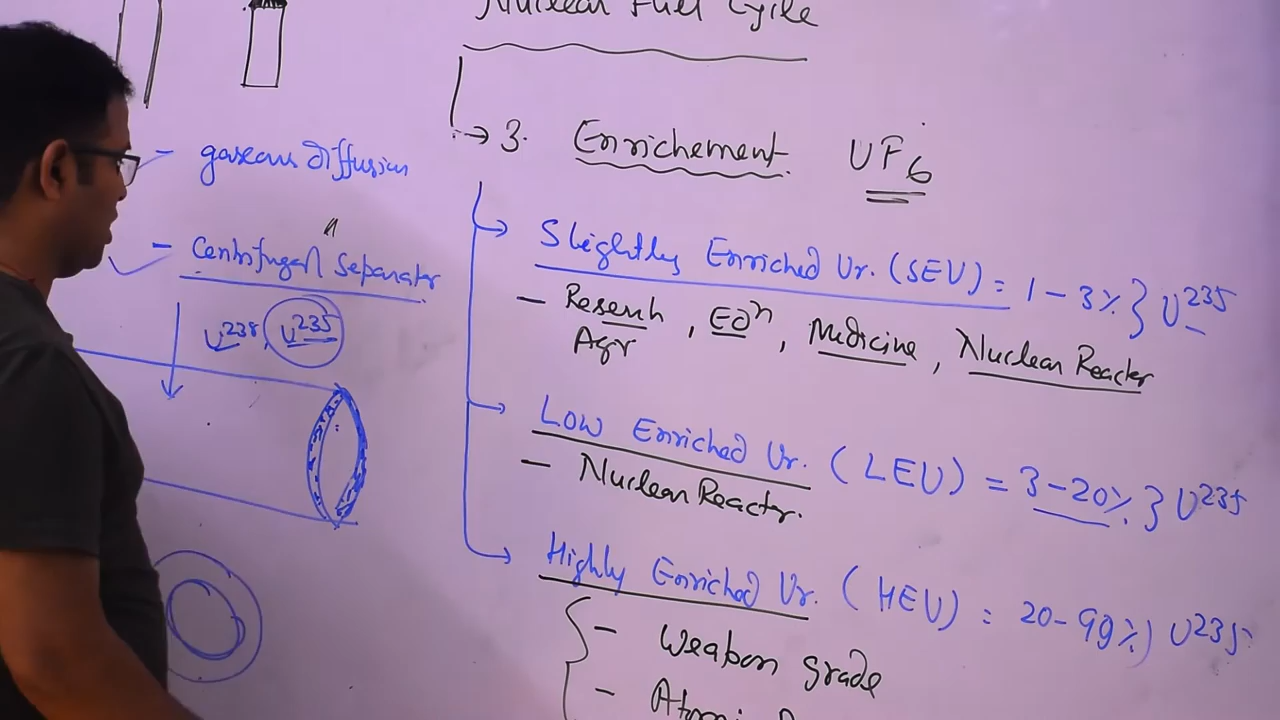 Nuclear Fuel Cycle
→ 3. Enrichement UF6
- gaseous diffusion
- Centrifugal Separator
U238, U235
→ Slightly Enriched Ur. (SEU) = 1-3% } U235
- Research, EDn, Medicine, Nuclear Reactor
Agr
→ Low Enriched Ur. (LEU) = 3-20% } U235
- Nuclear Reactor.
→ Highly Enriched Ur. (HEU) = 20-99%) U235
- Weabon grade